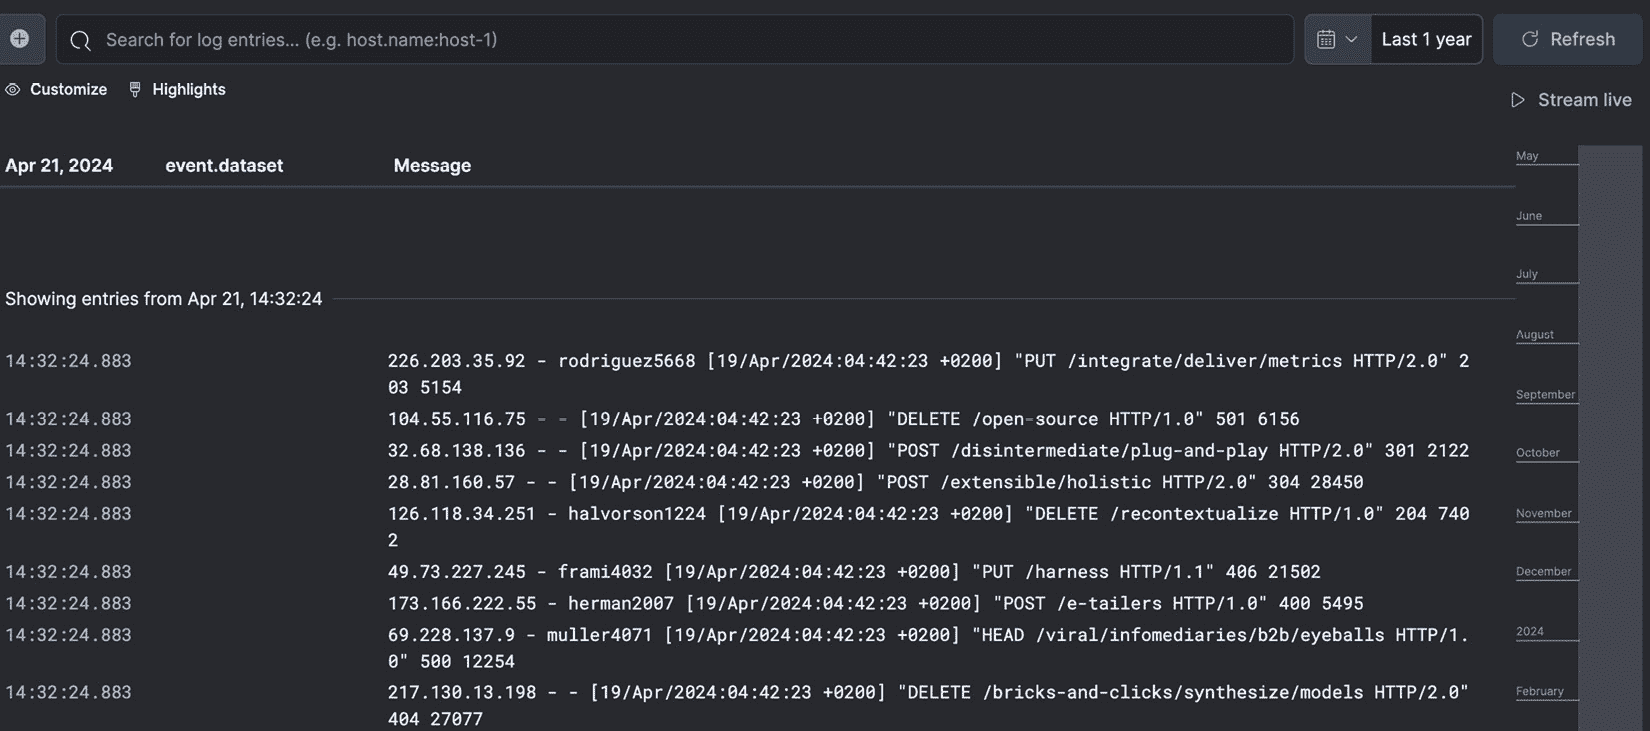 Search for log entries... (e.g. host.name:host-1)
Last 1 year
Refresh
Customize
Highlights
Stream live
Apr 21, 2024 event.dataset Message
Showing entries from Apr 21, 14:32:24
14:32:24.883 226.203.35.92 - rodriguez5668 [19/Apr/2024:04:42:23 +0200] "PUT /integrate/deliver/metrics HTTP/2.0" 2
03 5154
14:32:24.883 104.55.116.75 - - [19/Apr/2024:04:42:23 +0200] "DELETE /open-source HTTP/1.0" 501 6156
14:32:24.883 32.68.138.136 - - [19/Apr/2024:04:42:23 +0200] "POST /disintermediate/plug-and-play HTTP/2.0" 301 2122
14:32:24.883 28.81.160.57 - - [19/Apr/2024:04:42:23 +0200] "POST /extensible/holistic HTTP/2.0" 304 28450
14:32:24.883 126.118.34.251 - halvorson1224 [19/Apr/2024:04:42:23 +0200] "DELETE /recontextualize HTTP/1.0" 204 740
2
14:32:24.883 49.73.227.245 - frami4032 [19/Apr/2024:04:42:23 +0200] "PUT /harness HTTP/1.1" 406 21502
14:32:24.883 173.166.222.55 - herman2007 [19/Apr/2024:04:42:23 +0200] "POST /e-tailers HTTP/1.0" 400 5495
14:32:24.883 69.228.137.9 - muller4071 [19/Apr/2024:04:42:23 +0200] "HEAD /viral/infomediaries/b2b/eyeballs HTTP/1.
0" 500 12254
14:32:24.883 217.130.13.198 - - [19/Apr/2024:04:42:23 +0200] "DELETE /bricks-and-clicks/synthesize/models HTTP/2.0"
404 27077
May
June
July
August
September
October
November
December
2024
February